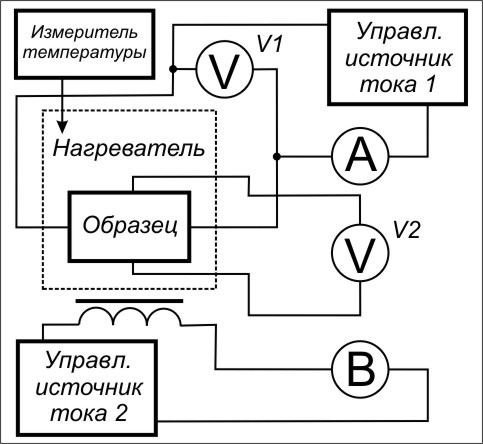 Измеритель
температуры
V1
Управл.
источник
тока 1
V
Нагреватель
A
Образец
V2
V
Управл.
источник
тока 2
B